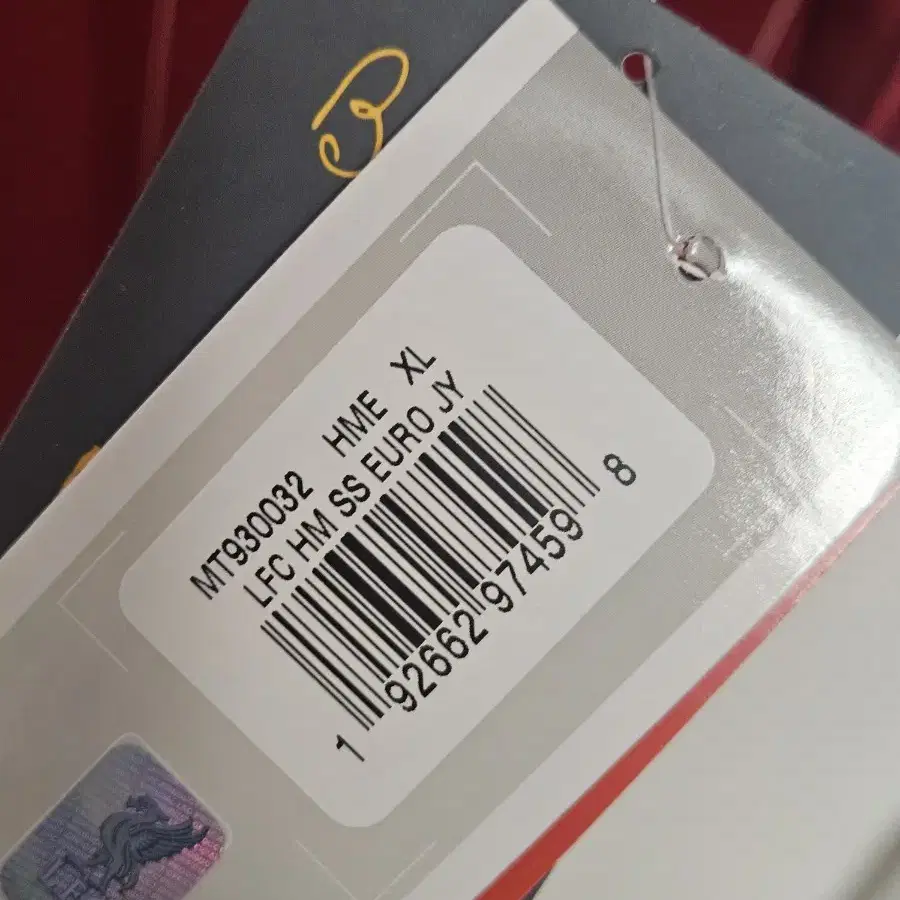 MT930032 HME XL
LFC HM SS EURO JY
1 92662 97459 8